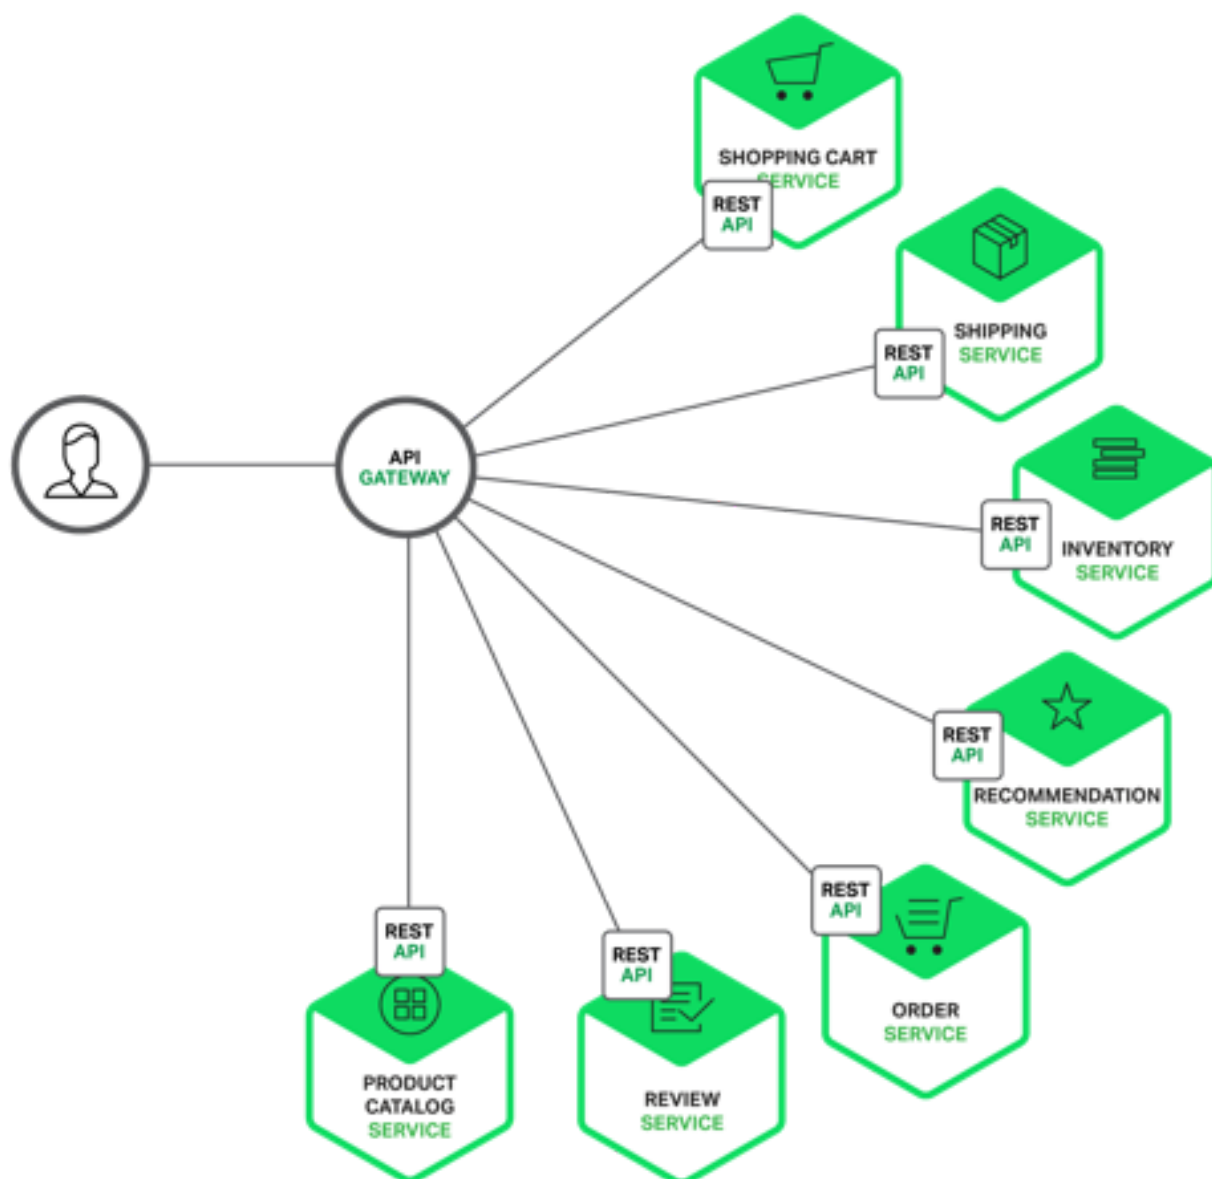 SHOPPING CART
SERVICE
REST
API
SHIPPING
SERVICE
REST
API
API
GATEWAY
REST
API
INVENTORY
SERVICE
REST
API
RECOMMENDATION
SERVICE
REST
API
ORDER
SERVICE
REST
API
REVIEW
SERVICE
REST
API
PRODUCT
CATALOG
SERVICE